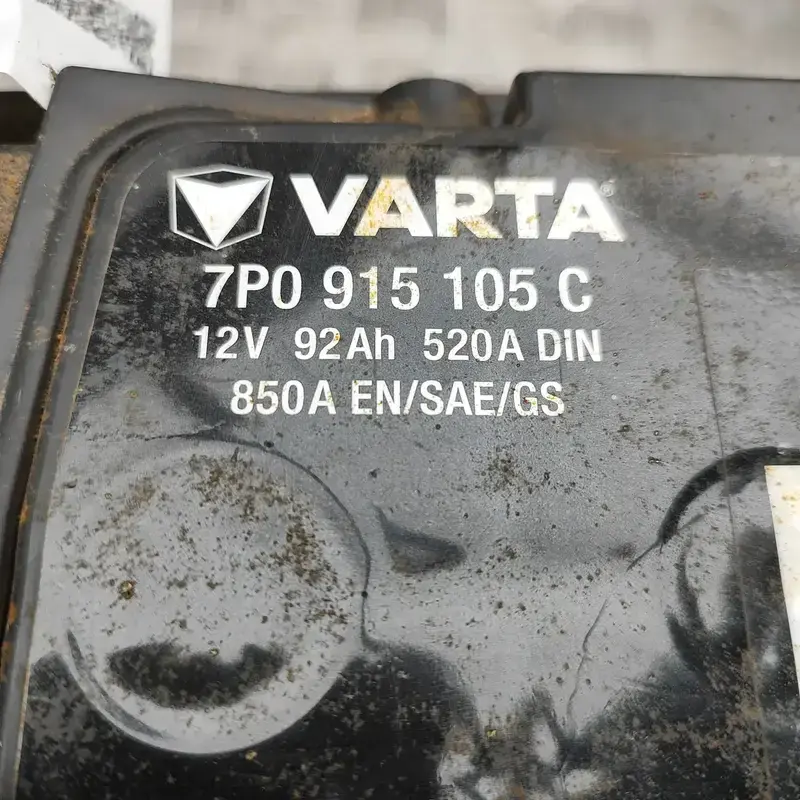 VARTA
7P0 915 105 C
12V 92Ah 520A DIN
850A EN/SAE/GS